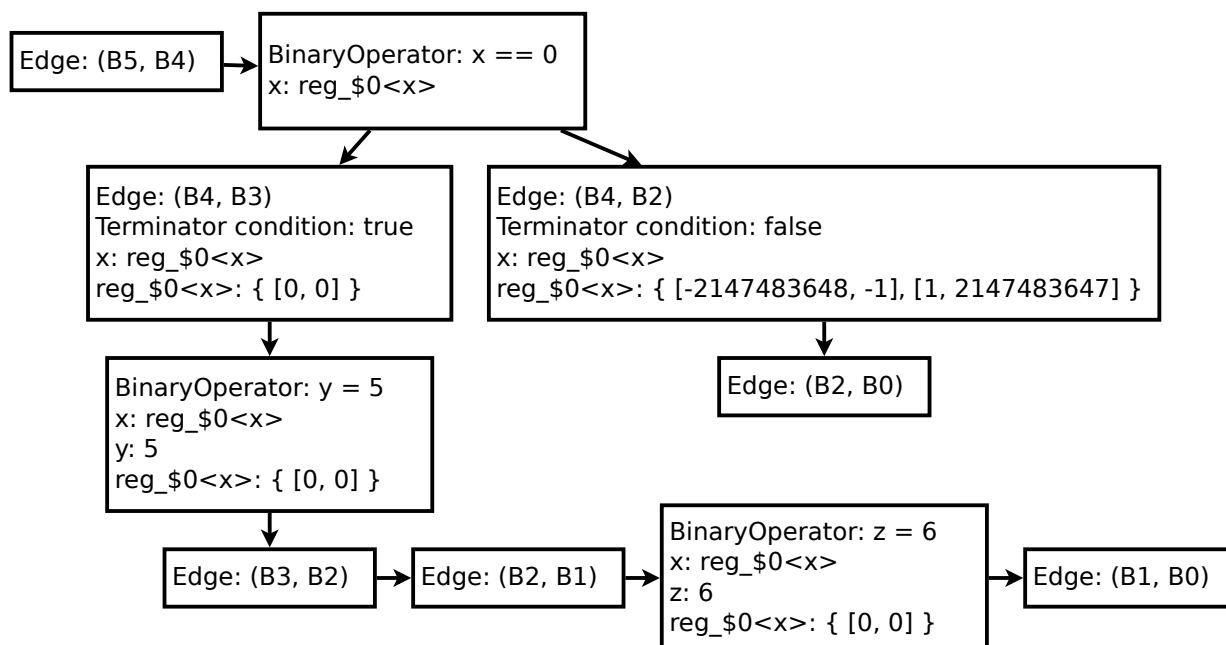 Edge: (B5, B4)
BinaryOperator: x == 0
x: reg_$0<x>
Edge: (B4, B3)
Terminator condition: true
x: reg_$0<x>
reg_$0<x>: { [0, 0] }
Edge: (B4, B2)
Terminator condition: false
x: reg_$0<x>
reg_$0<x>: { [-2147483648, -1], [1, 2147483647] }
BinaryOperator: y = 5
x: reg_$0<x>
y: 5
reg_$0<x>: { [0, 0] }
Edge: (B2, B0)
Edge: (B3, B2)
Edge: (B2, B1)
BinaryOperator: z = 6
x: reg_$0<x>
z: 6
reg_$0<x>: { [0, 0] }
Edge: (B1, B0)